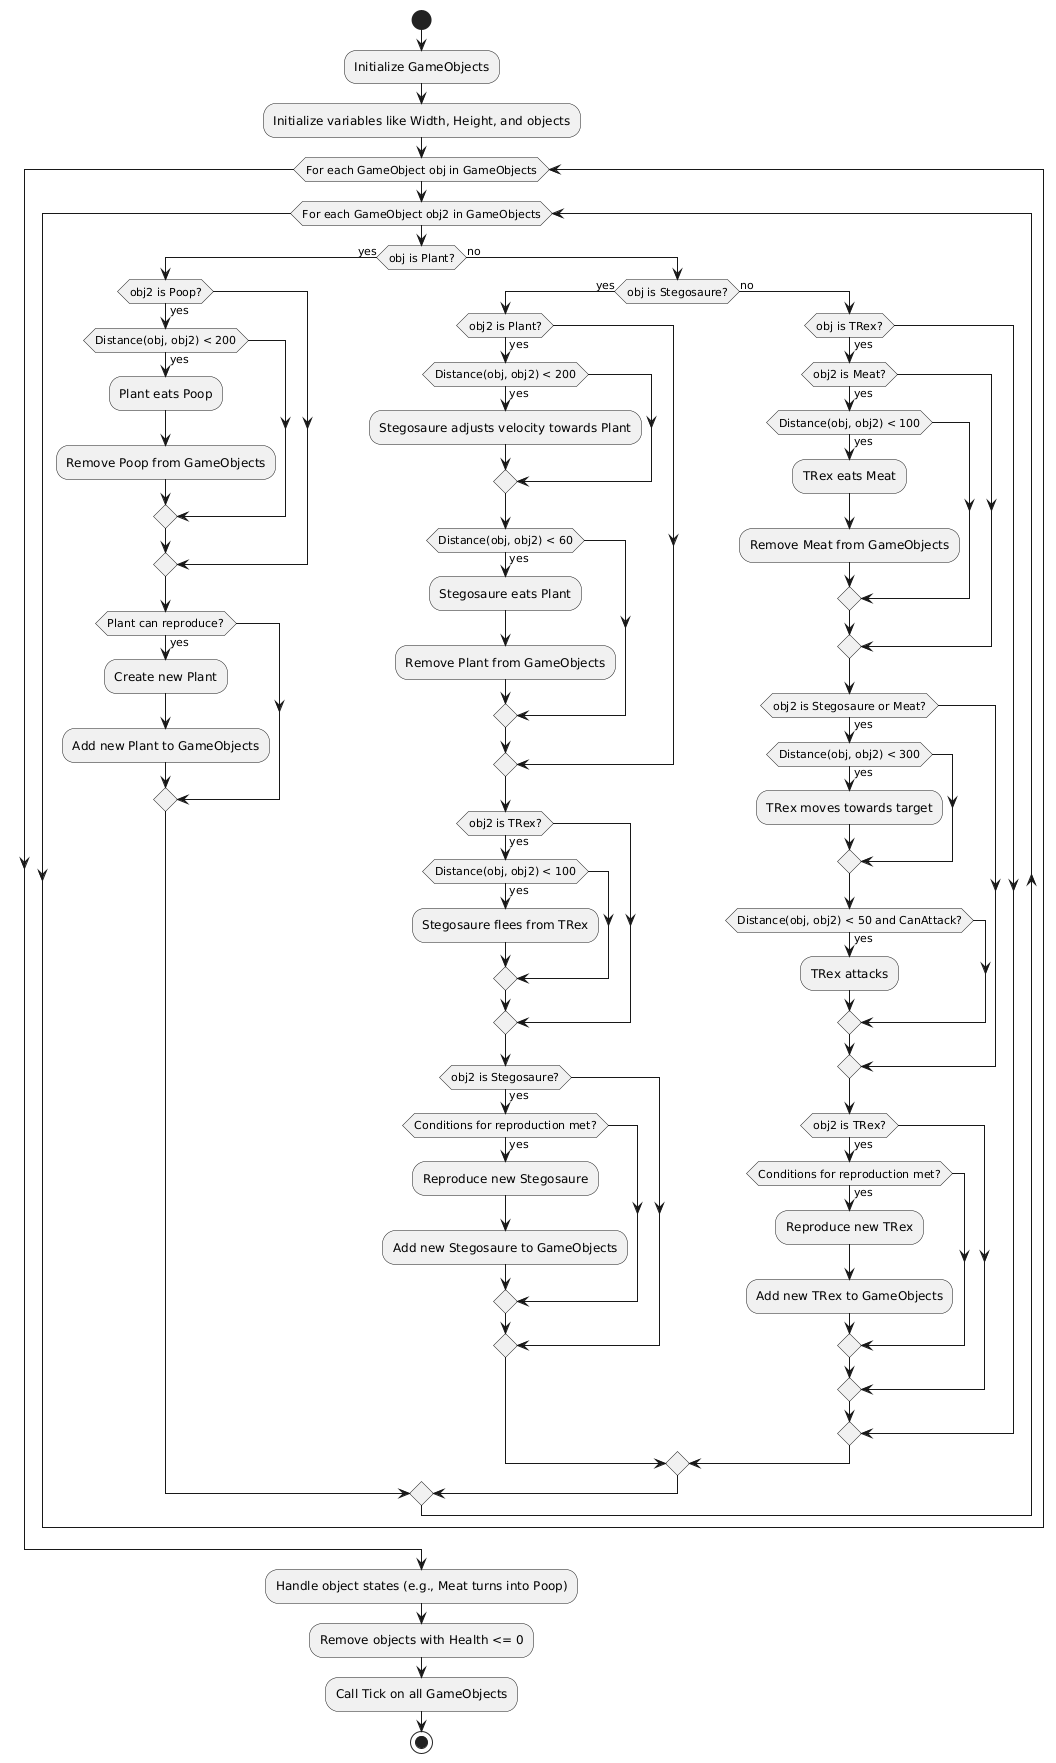 Initialize GameObjects
Initialize variables like Width, Height, and objects
For each GameObject obj in GameObjects
For each GameObject obj2 in GameObjects
obj is Plant?
yes
no
obj2 is Poop?
yes
Distance(obj, obj2) < 200
yes
Plant eats Poop
Remove Poop from GameObjects
Plant can reproduce?
yes
Create new Plant
Add new Plant to GameObjects
obj is Stegosaure?
yes
no
obj2 is Plant?
yes
Distance(obj, obj2) < 200
yes
Stegosaure adjusts velocity towards Plant
Distance(obj, obj2) < 60
yes
Stegosaure eats Plant
Remove Plant from GameObjects
obj2 is TRex?
yes
Distance(obj, obj2) < 100
yes
Stegosaure flees from TRex
obj2 is Stegosaure?
yes
Conditions for reproduction met?
yes
Reproduce new Stegosaure
Add new Stegosaure to GameObjects
obj is TRex?
yes
obj2 is Meat?
yes
Distance(obj, obj2) < 100
yes
TRex eats Meat
Remove Meat from GameObjects
obj2 is Stegosaure or Meat?
yes
Distance(obj, obj2) < 300
yes
TRex moves towards target
Distance(obj, obj2) < 50 and CanAttack?
yes
TRex attacks
obj2 is TRex?
yes
Conditions for reproduction met?
yes
Reproduce new TRex
Add new TRex to GameObjects
Handle object states (e.g., Meat turns into Poop)
Remove objects with Health <= 0
Call Tick on all GameObjects